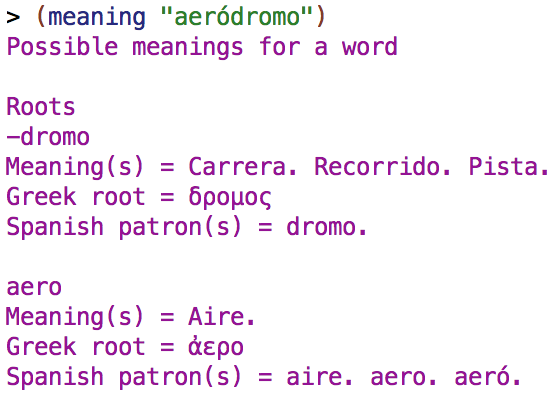 > (meaning "aeródromo")
Possible meanings for a word
Roots
−dromo
Meaning(s) = Carrera. Recorrido. Pista.
Greek root = δρομος
Spanish patron(s) = dromo.
aero
Meaning(s) = Aire.
Greek root = ἀερο
Spanish patron(s) = aire. aero. aeró.